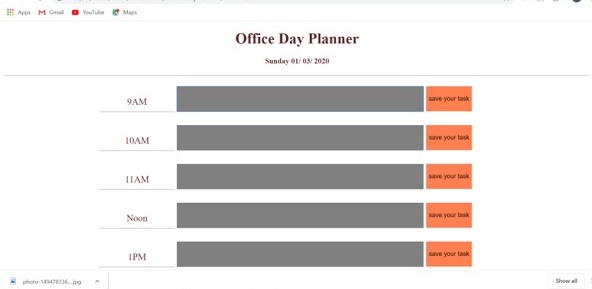 Apps Gmail YouTube Maps
Office Day Planner
Sunday 01/ 03/ 2020
9AM save your task
10AM save your task
11AM save your task
Noon save your task
1PM save your task
photo-149478336...jpg Show all